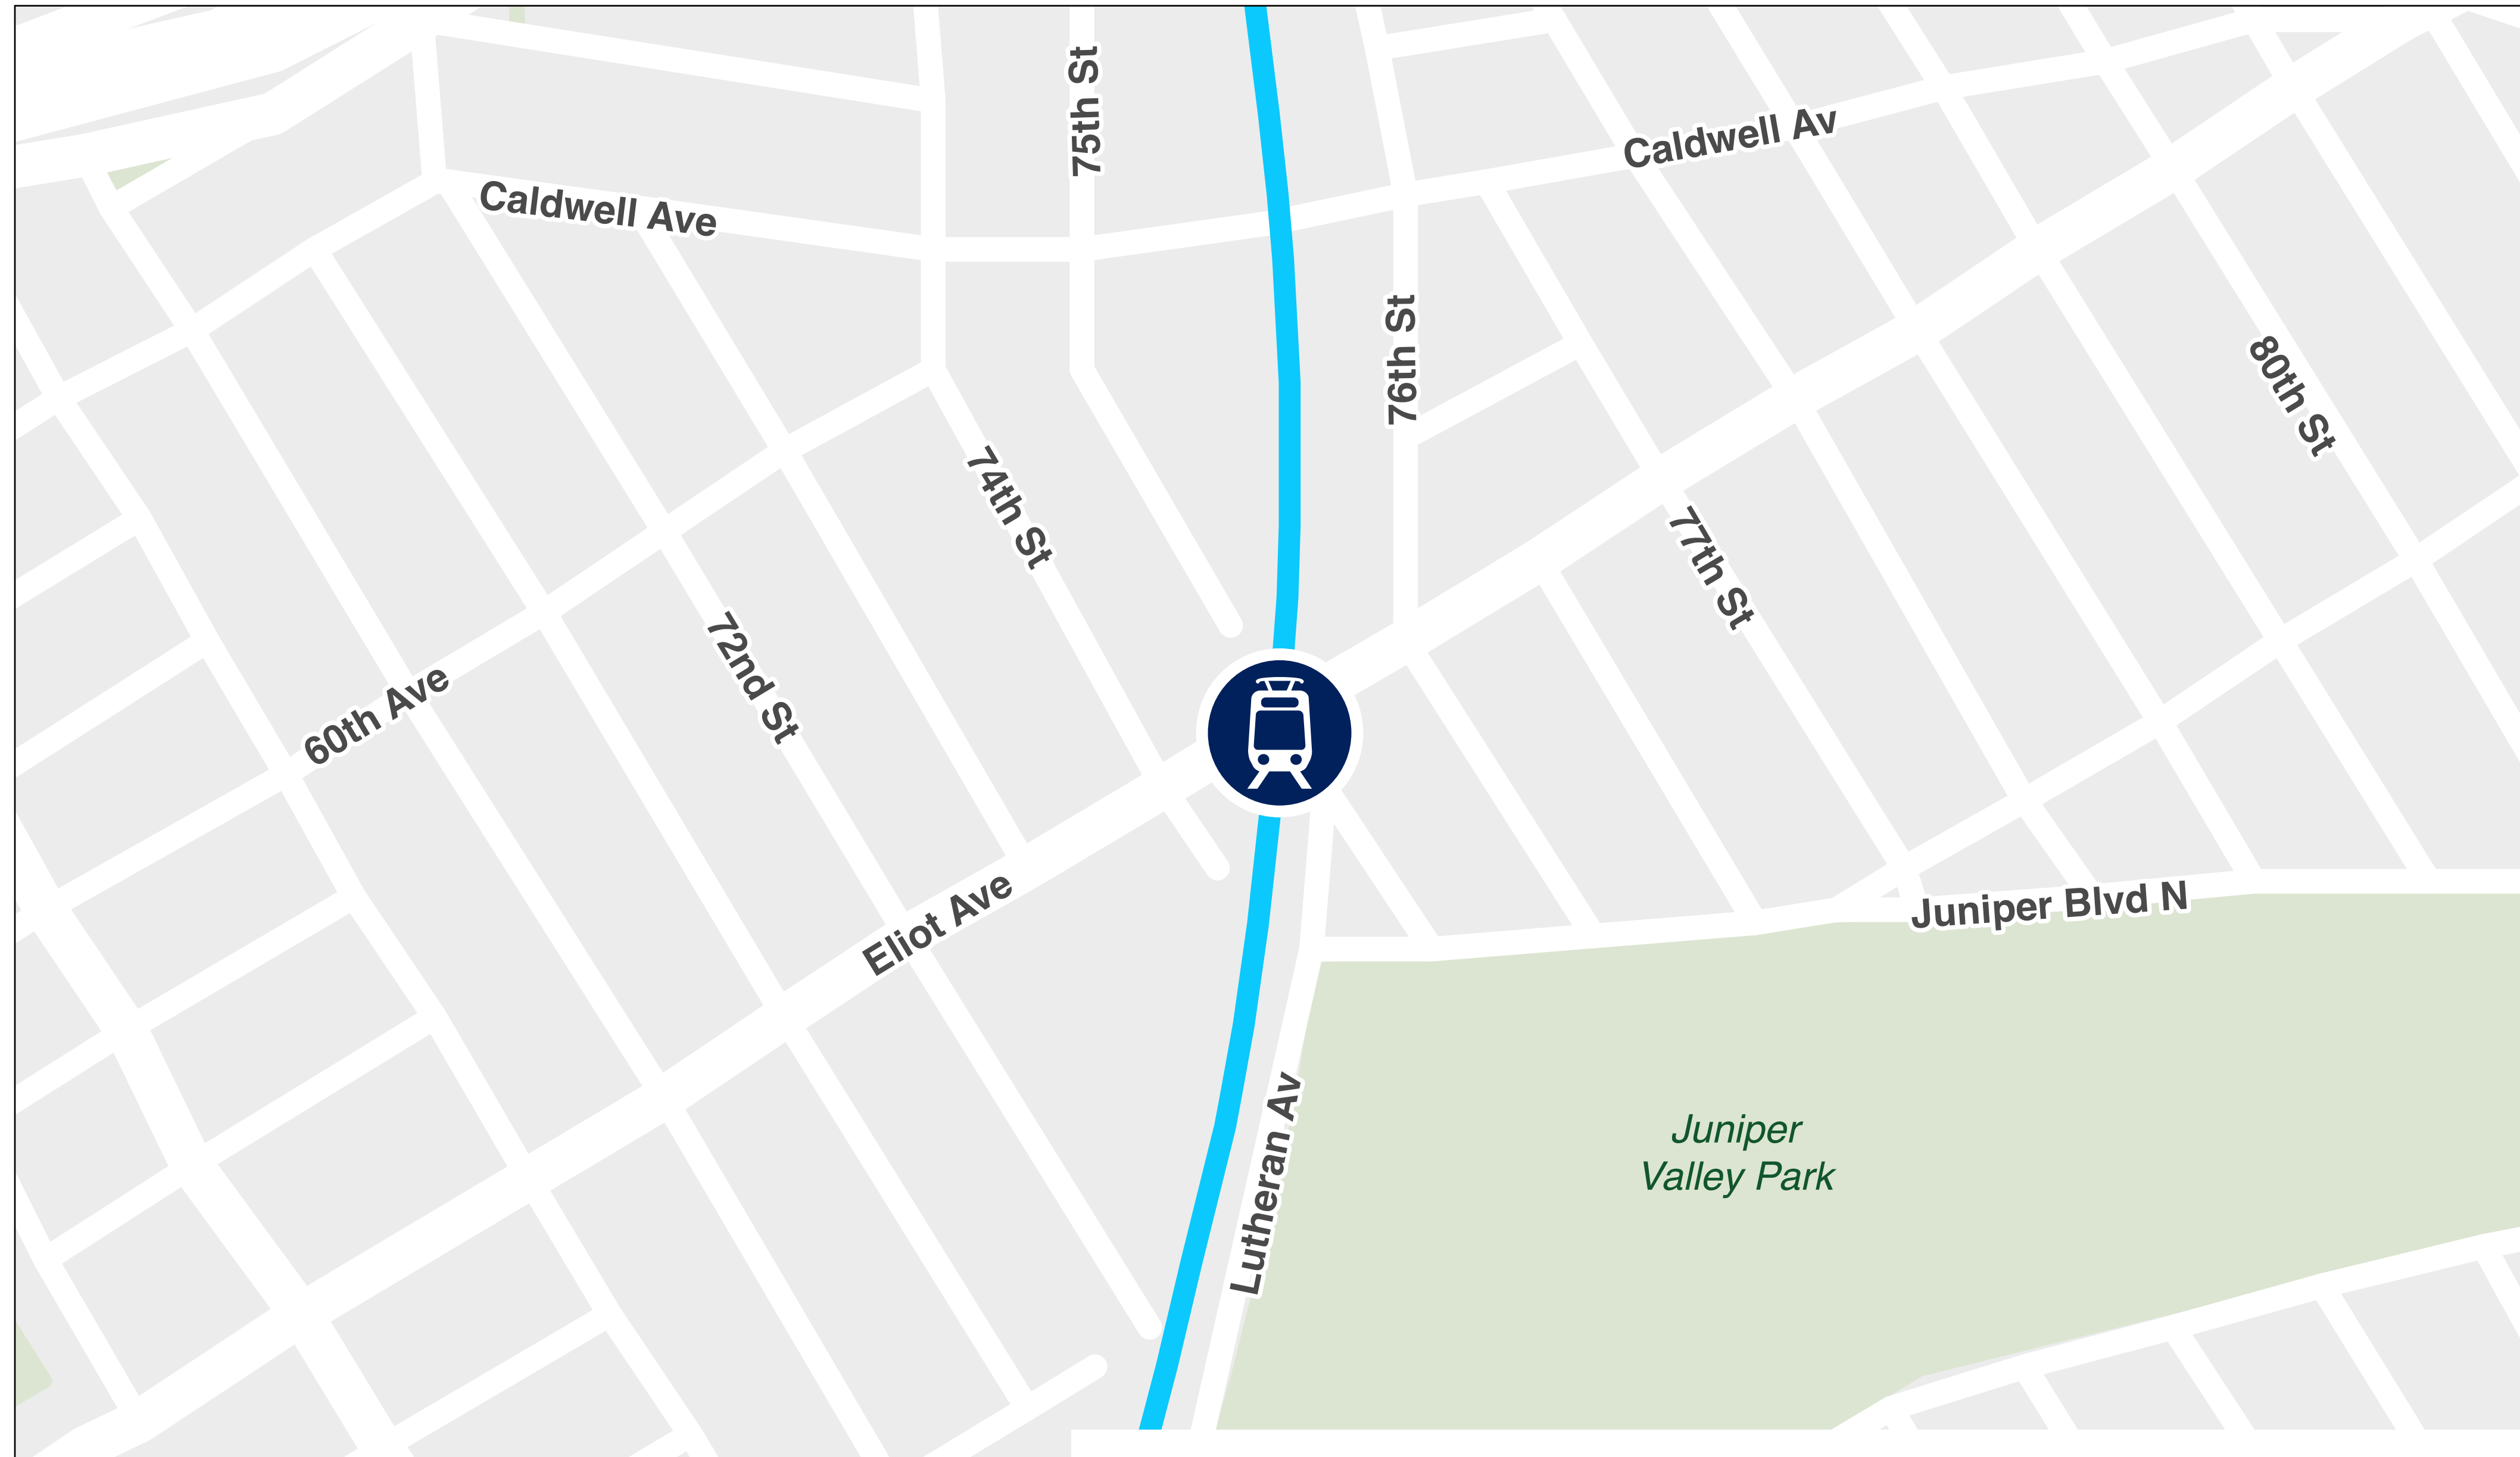 75th St
Caldwell Av
Caldwell Ave
76th St
80th St
74th St
77th St
72nd St
60th Ave
Eliot Ave
Juniper Blvd N
Lutheran Av
Juniper
Valley Park